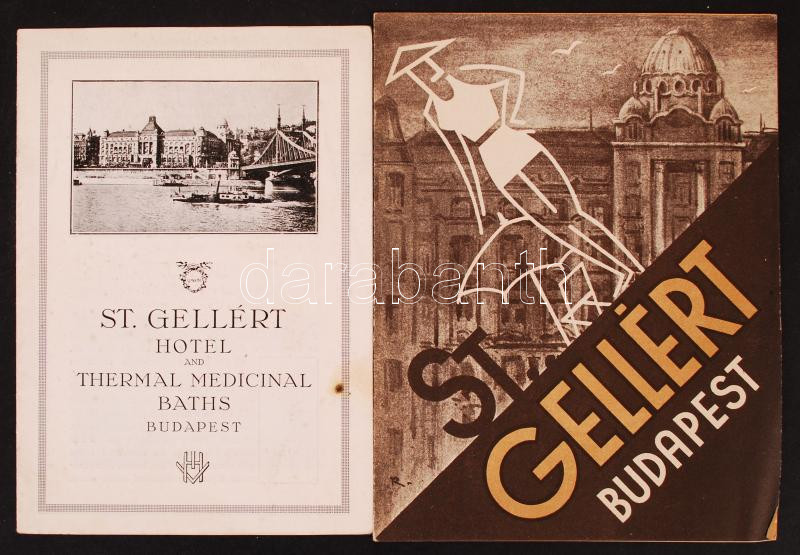 ST. GELLÉRT
HOTEL
AND
THERMAL MEDICINAL
BATHS
BUDAPEST
ST.
GELLÉRT
BUDAPEST
R.
darabanth